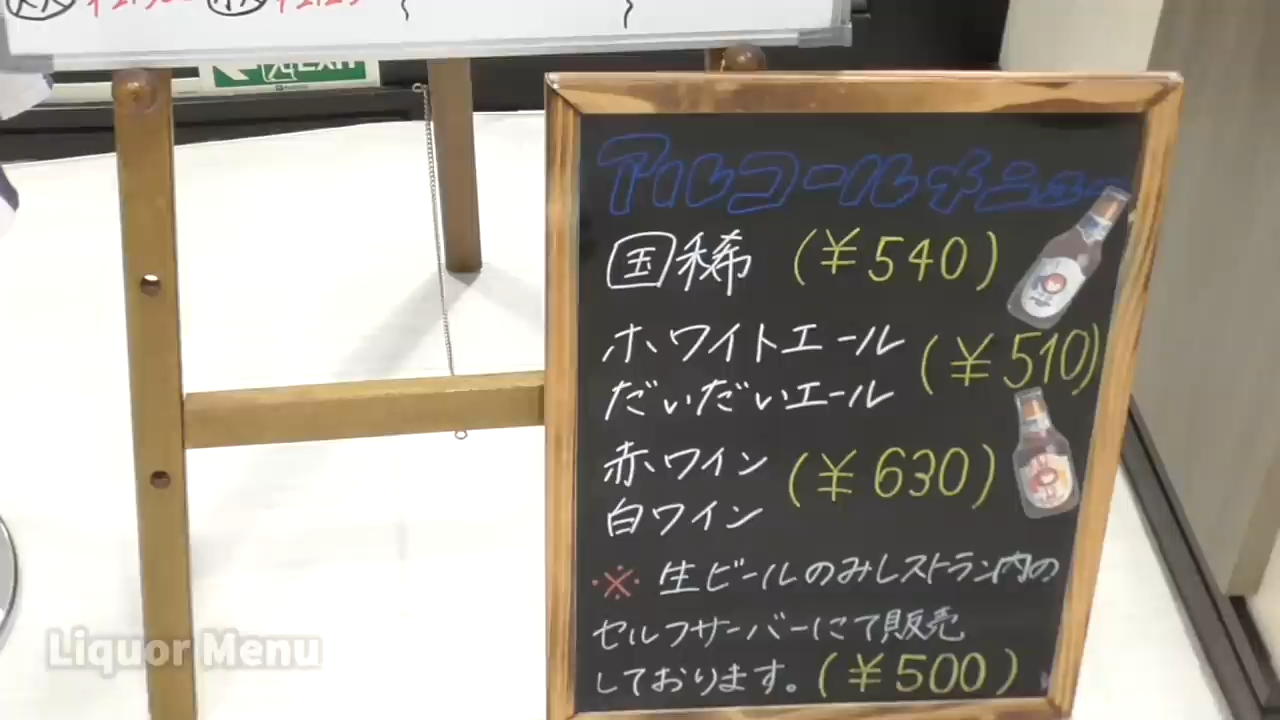 EXIT
アルコールメニュー
国稀 (¥540)
ホワイトエール (¥510)
だいだいエール
赤ワイン (¥630)
白ワイン
※ 生ビールのみレストラン内の
セルフサーバーにて販売
しております。(¥500)
Liquor Menu